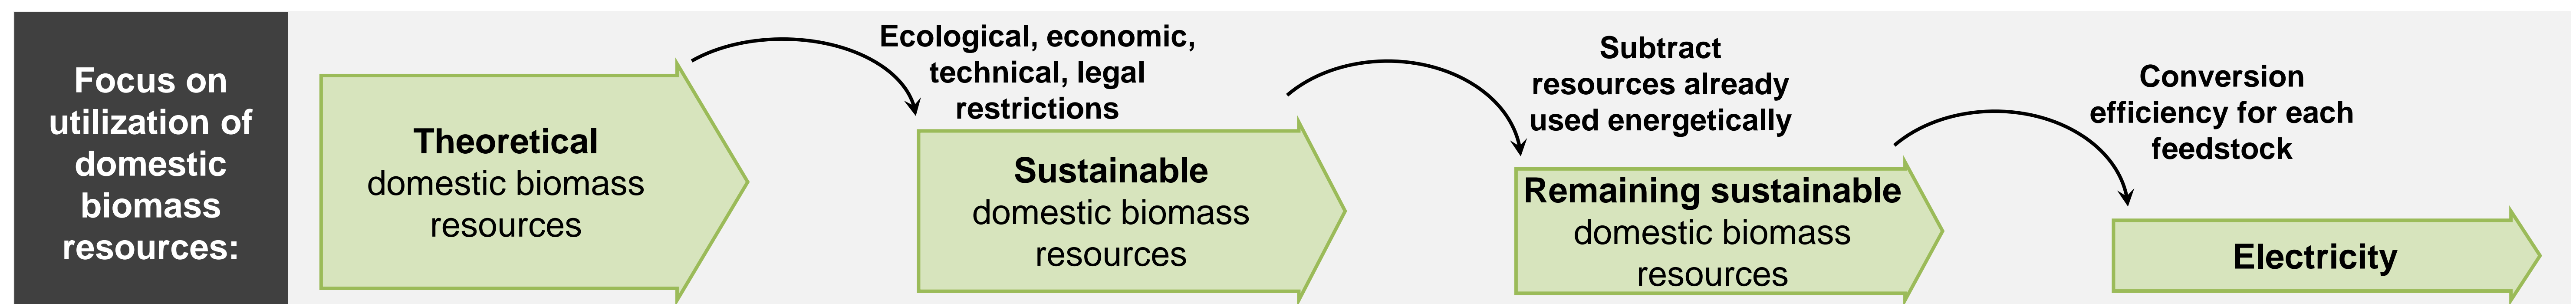 Focus on
utilization of
domestic
biomass
resources:
Theoretical
domestic biomass
resources
Ecological, economic,
technical, legal
restrictions
Sustainable
domestic biomass
resources
Subtract
resources already
used energetically
Remaining sustainable
domestic biomass
resources
Conversion
efficiency for each
feedstock
Electricity